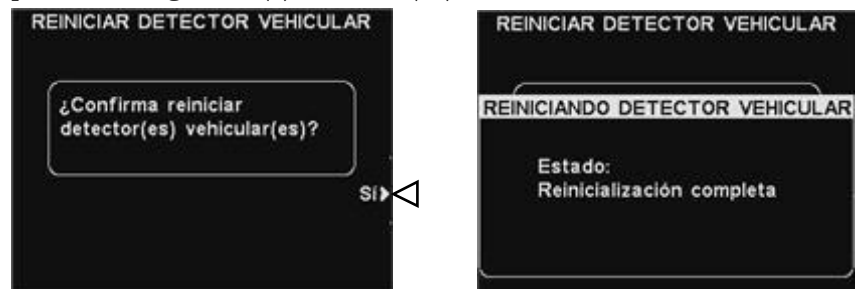 REINICIAR DETECTOR VEHICULAR
¿Confirma reiniciar
detector(es) vehicular(es)?
Sí
REINICIAR DETECTOR VEHICULAR
REINICIANDO DETECTOR VEHICULAR
Estado:
Reinicialización completa